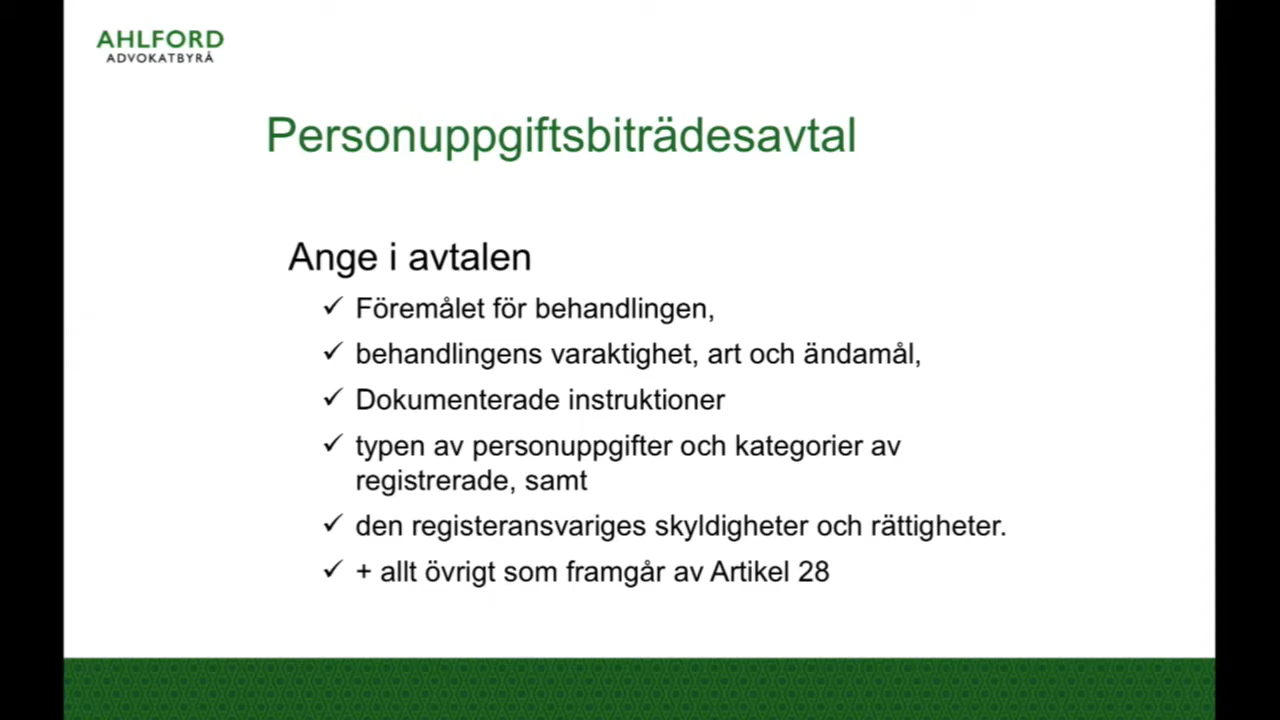 AHLFORD
ADVOKATBYRÅ
Personuppgiftsbiträdesavtal
Ange i avtalen
✓ Föremålet för behandlingen,
✓ behandlingens varaktighet, art och ändamål,
✓ Dokumenterade instruktioner
✓ typen av personuppgifter och kategorier av
registrerade, samt
✓ den registeransvariges skyldigheter och rättigheter.
✓ + allt övrigt som framgår av Artikel 28